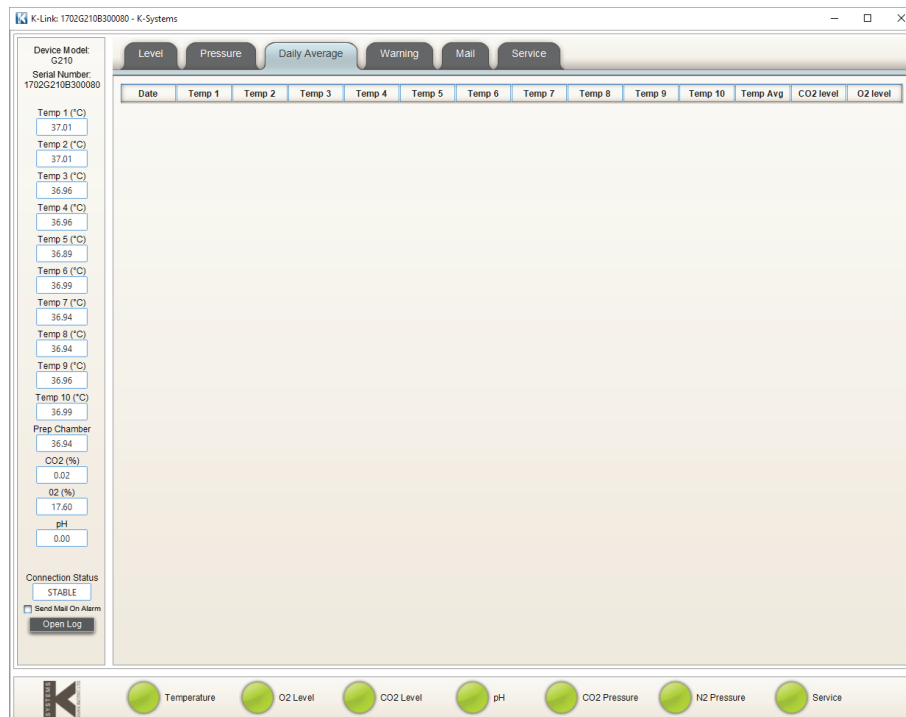 K-Link: 1702G210B300080 - K-Systems
Device Model:
G210
Serial Number:
1702G210B300080
Temp 1 (°C)
37.01
Temp 2 (°C)
37.01
Temp 3 (°C)
36.96
Temp 4 (°C)
36.96
Temp 5 (°C)
36.89
Temp 6 (°C)
36.99
Temp 7 (°C)
36.94
Temp 8 (°C)
36.94
Temp 9 (°C)
36.96
Temp 10 (°C)
36.99
Prep Chamber
36.94
CO2 (%)
0.02
02 (%)
17.60
pH
0.00
Connection Status
STABLE
Send Mail On Alarm
Open Log
Level Pressure Daily Average Warning Mail Service
Date Temp 1 Temp 2 Temp 3 Temp 4 Temp 5 Temp 6 Temp 7 Temp 8 Temp 9 Temp 10 Temp Avg CO2 level O2 level
SYSTEMS
Temperature O2 Level CO2 Level pH CO2 Pressure N2 Pressure Service